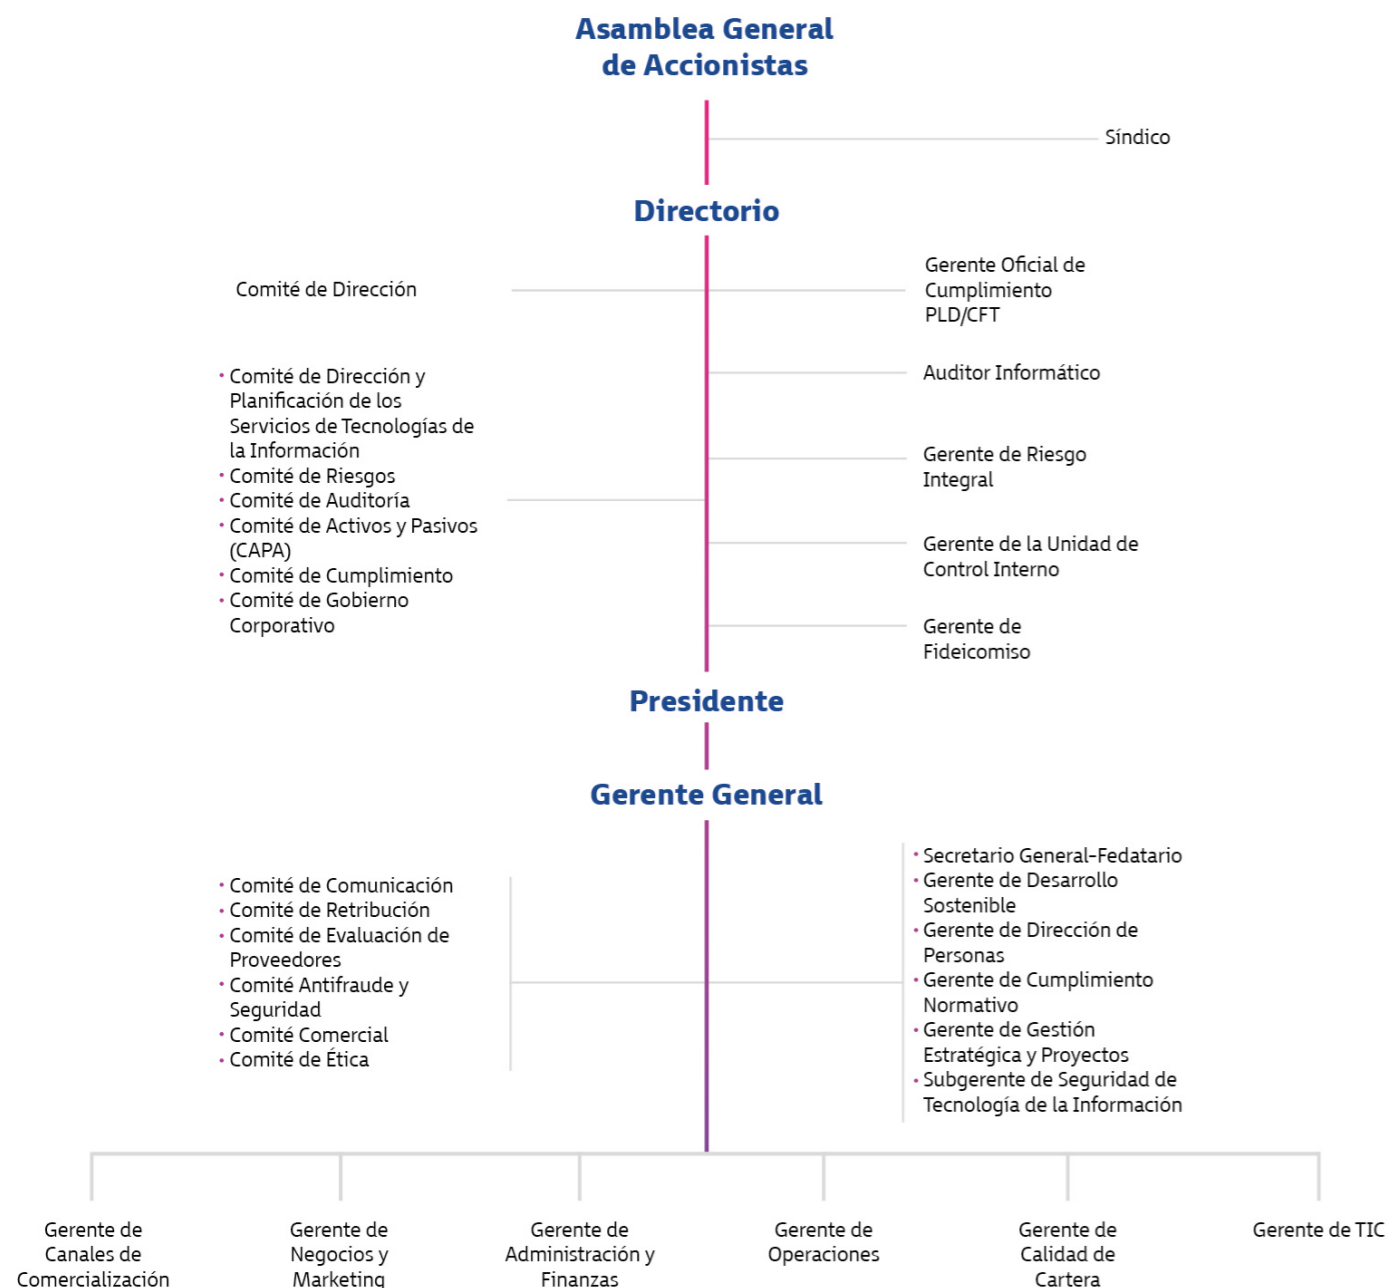 Asamblea General
de Accionistas
Síndico
Directorio
Comité de Dirección
Gerente Oficial de
Cumplimiento
PLD/CFT
• Comité de Dirección y
Planificación de los
Servicios de Tecnologías de
la Información
• Comité de Riesgos
• Comité de Auditoría
• Comité de Activos y Pasivos
(CAPA)
• Comité de Cumplimiento
• Comité de Gobierno
Corporativo
Auditor Informático
Gerente de Riesgo
Integral
Gerente de la Unidad de
Control Interno
Gerente de
Fideicomiso
Presidente
Gerente General
• Comité de Comunicación
• Comité de Retribución
• Comité de Evaluación de
Proveedores
• Comité Antifraude y
Seguridad
• Comité Comercial
• Comité de Ética
• Secretario General-Fedatario
• Gerente de Desarrollo
Sostenible
• Gerente de Dirección de
Personas
• Gerente de Cumplimiento
Normativo
• Gerente de Gestión
Estratégica y Proyectos
• Subgerente de Seguridad de
Tecnología de la Información
Gerente de
Canales de
Comercialización
Gerente de
Negocios y
Marketing
Gerente de
Administración y
Finanzas
Gerente de
Operaciones
Gerente de
Calidad de
Cartera
Gerente de TIC